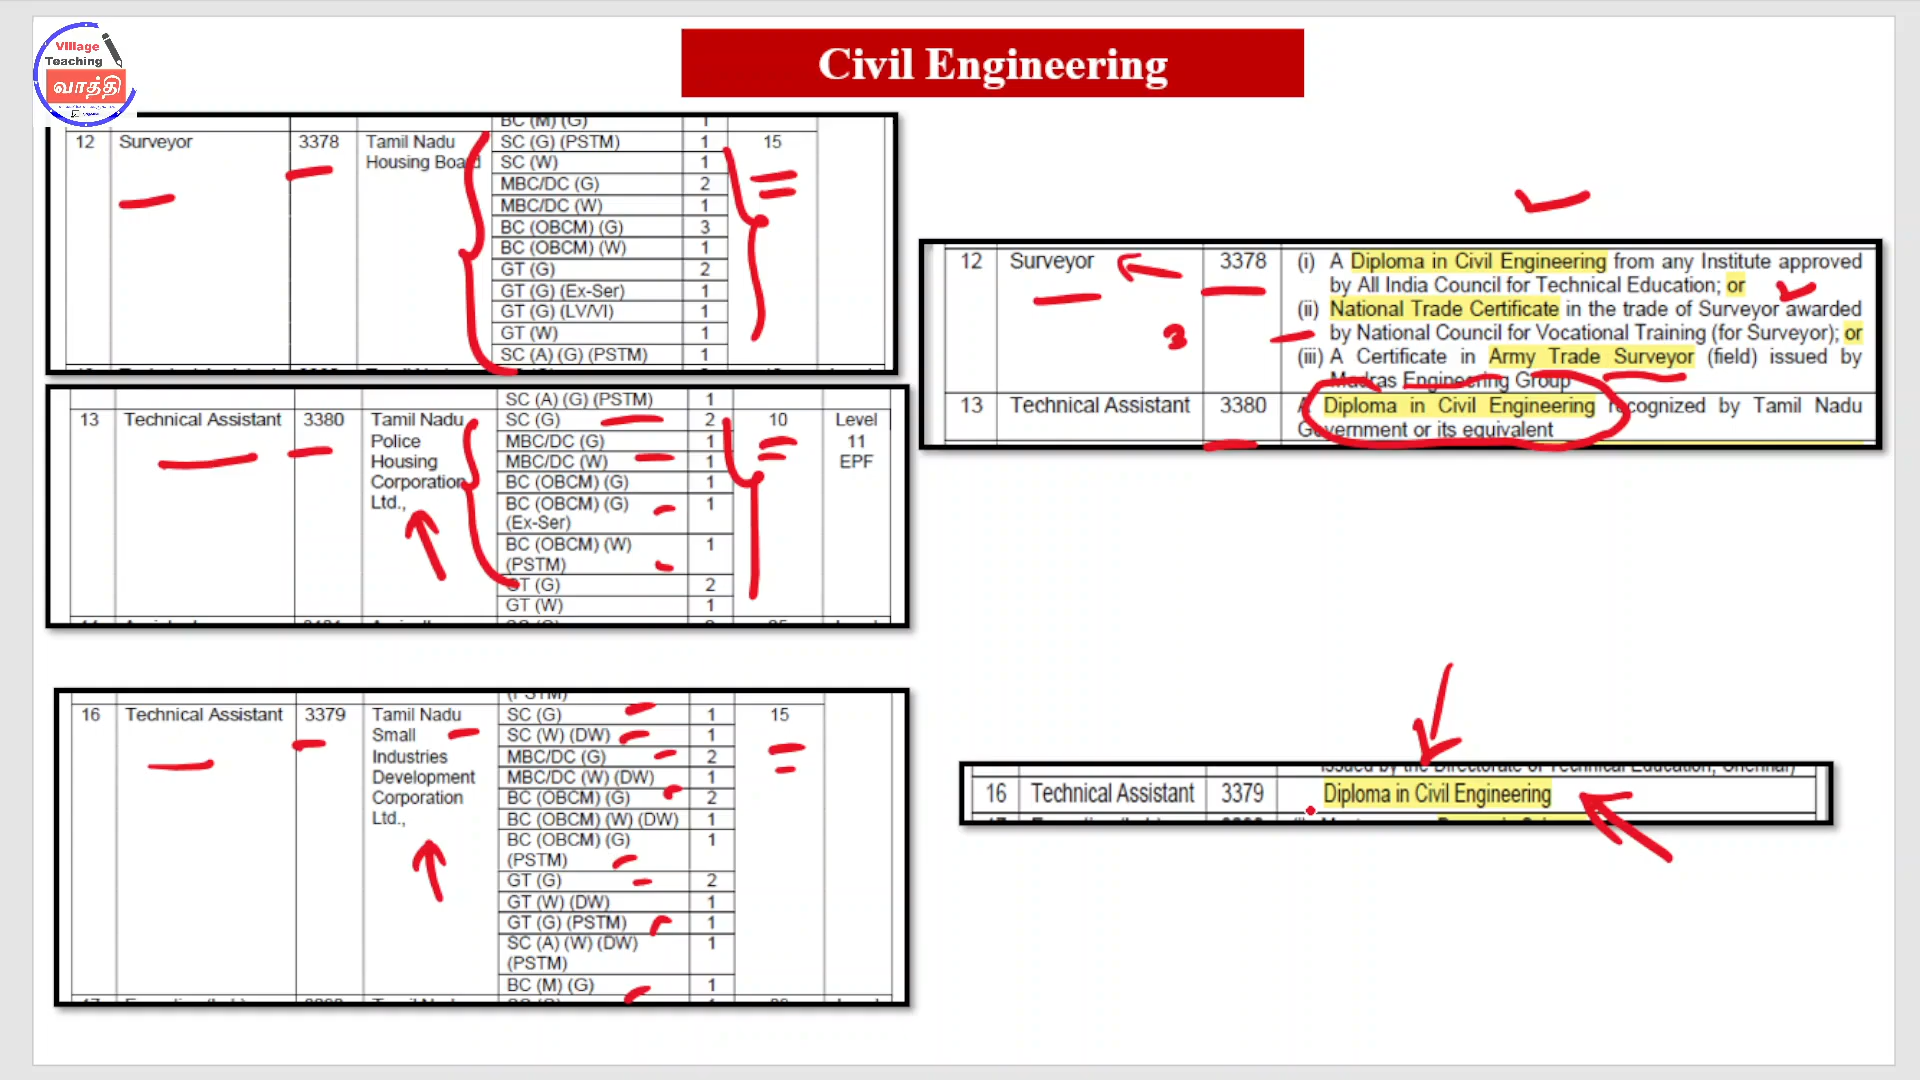 Village
Teaching
வாத்தி
Civil Engineering
BC (M) (G) 1
12 Surveyor 3378 Tamil Nadu SC (G) (PSTM) 1 15
Housing Board SC (W) 1
MBC/DC (G) 2
MBC/DC (W) 1
BC (OBCM) (G) 3
BC (OBCM) (W) 1
GT (G) 2
GT (G) (Ex-Ser) 1
GT (G) (LV/VI) 1
GT (W) 1
SC (A) (G) (PSTM) 1
SC (A) (G) (PSTM) 1
13 Technical Assistant 3380 Tamil Nadu SC (G) 2 10 Level
Police MBC/DC (G) 1 11
Housing MBC/DC (W) 1 EPF
Corporation BC (OBCM) (G) 1
Ltd., BC (OBCM) (G) 1
(Ex-Ser)
BC (OBCM) (W) 1
(PSTM)
GT (G) 2
GT (W) 1
(PSTM)
16 Technical Assistant 3379 Tamil Nadu SC (G) 1 15
Small SC (W) (DW) 1
Industries MBC/DC (G) 2
Development MBC/DC (W) (DW) 1
Corporation BC (OBCM) (G) 2
Ltd., BC (OBCM) (W) (DW) 1
BC (OBCM) (G) 1
(PSTM)
GT (G) 2
GT (W) (DW) 1
GT (G) (PSTM) 1
SC (A) (W) (DW) 1
(PSTM)
BC (M) (G) 1
12 Surveyor 3378 (i) A Diploma in Civil Engineering from any Institute approved
by All India Council for Technical Education; or
(ii) National Trade Certificate in the trade of Surveyor awarded
3 by National Council for Vocational Training (for Surveyor); or
(iii) A Certificate in Army Trade Surveyor (field) issued by
Madras Engineering Group
13 Technical Assistant 3380 A Diploma in Civil Engineering recognized by Tamil Nadu
Government or its equivalent
issued by the Directorate of Technical Education, Chennai)
16 Technical Assistant 3379 Diploma in Civil Engineering